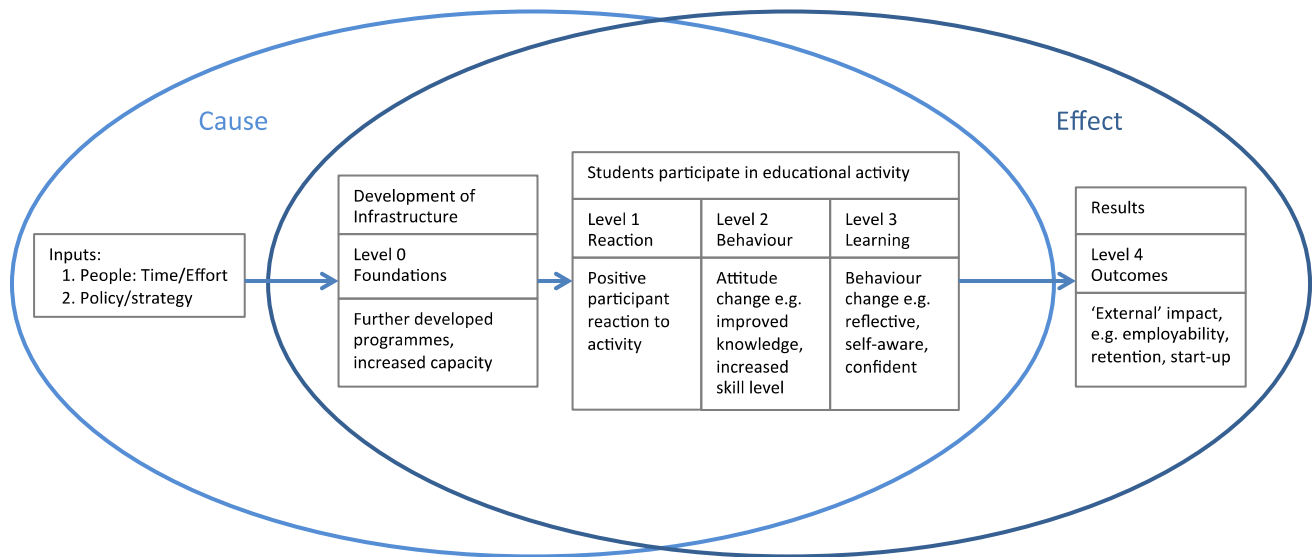 Cause
Effect
Inputs:
1. People: Time/Effort
2. Policy/strategy
Development of
Infrastructure
Level 0
Foundations
Further developed
programmes,
increased capacity
Students participate in educational activity
Level 1
Reaction
Positive
participant
reaction to
activity
Level 2
Behaviour
Attitude
change e.g.
improved
knowledge,
increased
skill level
Level 3
Learning
Behaviour
change e.g.
reflective,
self-aware,
confident
Results
Level 4
Outcomes
‘External’ impact,
e.g. employability,
retention, start-up